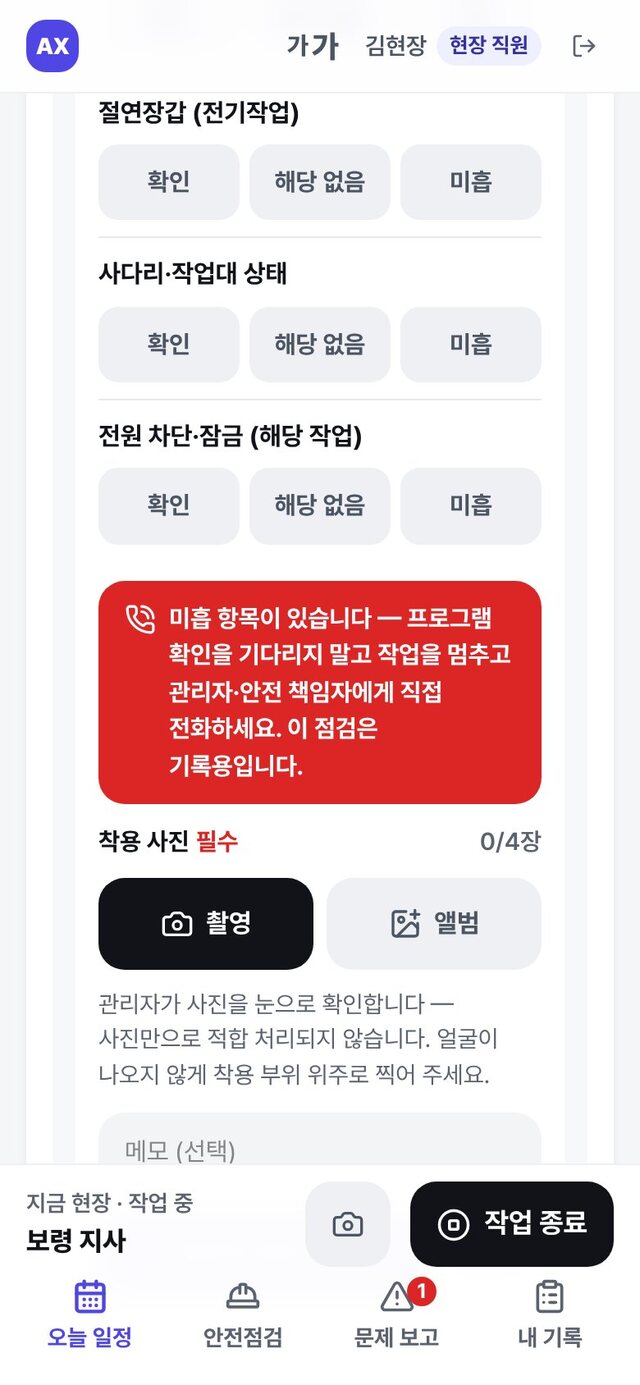 AX 가가 김현장 현장 직원
절연장갑 (전기작업)
확인 해당 없음 미흡
사다리·작업대 상태
확인 해당 없음 미흡
전원 차단·잠금 (해당 작업)
확인 해당 없음 미흡
미흡 항목이 있습니다 — 프로그램
확인을 기다리지 말고 작업을 멈추고
관리자·안전 책임자에게 직접
전화하세요. 이 점검은
기록용입니다.
착용 사진 필수 0/4장
촬영 앨범
관리자가 사진을 눈으로 확인합니다 —
사진만으로 적합 처리되지 않습니다. 얼굴이
나오지 않게 착용 부위 위주로 찍어 주세요.
메모 (선택)
지금 현장 · 작업 중
보령 지사
작업 종료
1
오늘 일정 안전점검 문제 보고 내 기록